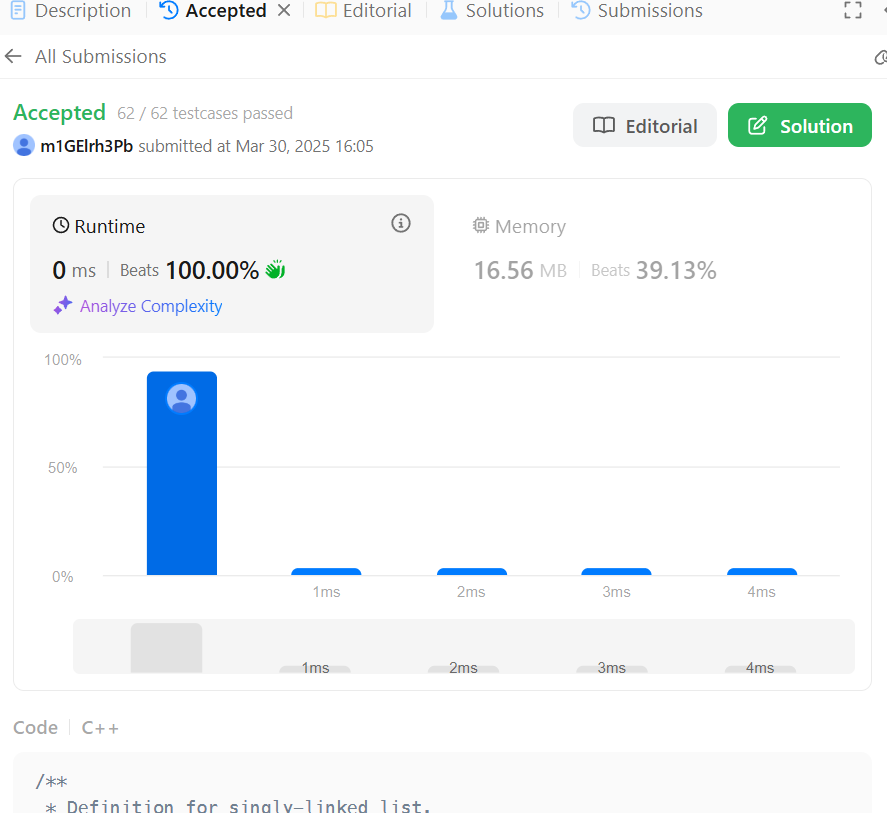 Description Accepted Editorial Solutions Submissions
All Submissions
Accepted 62 / 62 testcases passed
m1GElrh3Pb submitted at Mar 30, 2025 16:05
Editorial Solution
Runtime
0 ms Beats 100.00%
Analyze Complexity
Memory
16.56 MB Beats 39.13%
100%
50%
0%
1ms 2ms 3ms 4ms
1ms 2ms 3ms 4ms
Code C++
/**
* Definition for singly-linked list.